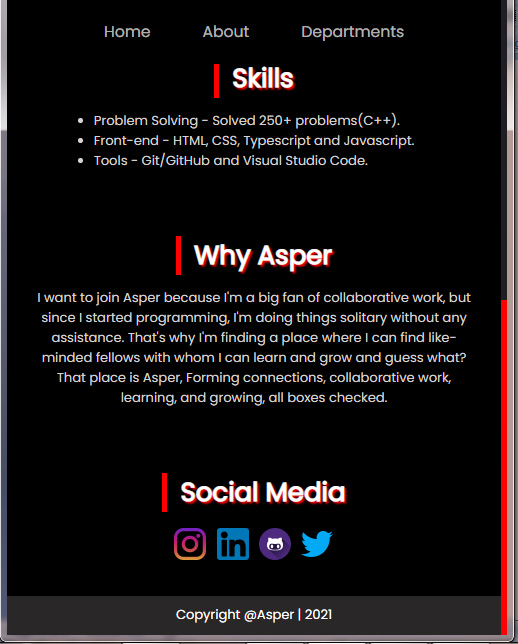 Home About Departments
Skills
Problem Solving - Solved 250+ problems(C++).
Front-end - HTML, CSS, Typescript and Javascript.
Tools - Git/GitHub and Visual Studio Code.
Why Asper
I want to join Asper because I'm a big fan of collaborative work, but
since I started programming, I'm doing things solitary without any
assistance. That's why I'm finding a place where I can find like-
minded fellows with whom I can learn and grow and guess what?
That place is Asper, Forming connections, collaborative work,
learning, and growing, all boxes checked.
Social Media
in
Copyright @Asper | 2021